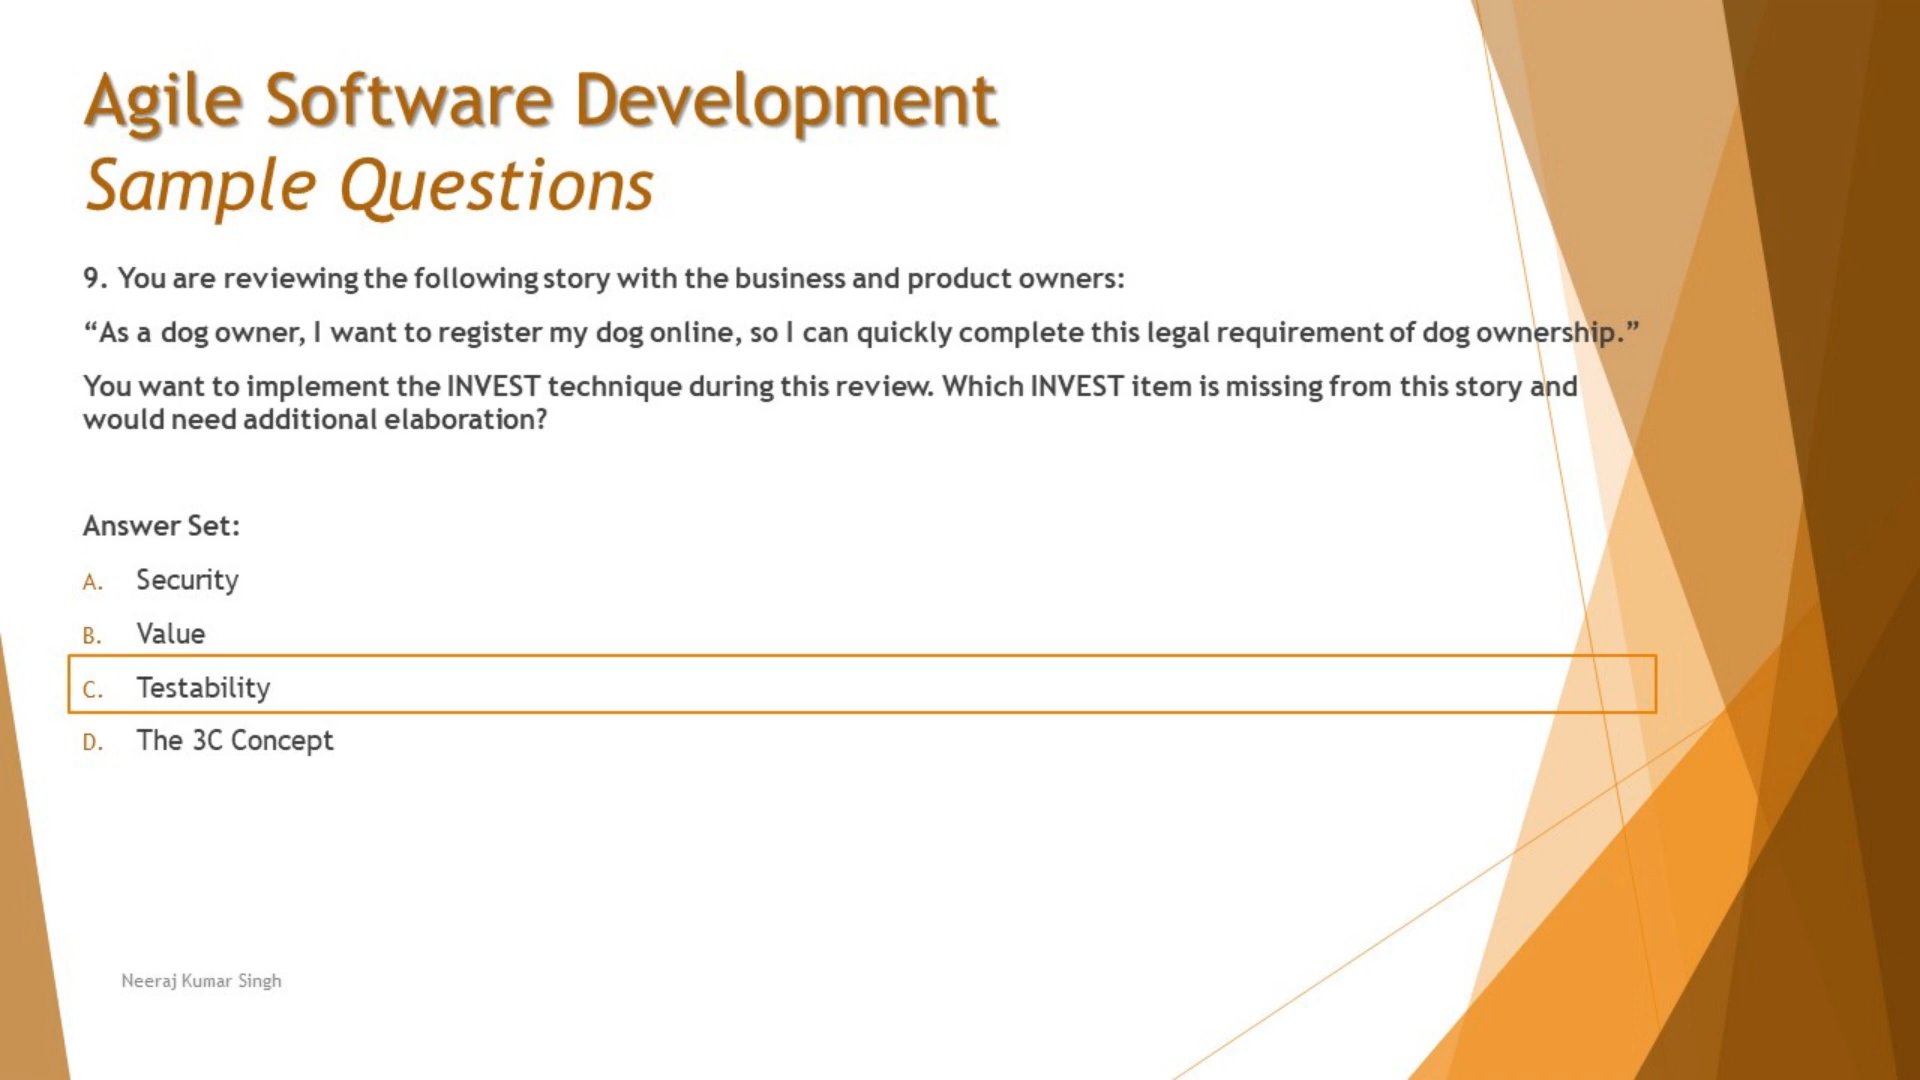 Agile Software Development
Sample Questions
9. You are reviewing the following story with the business and product owners:
“As a dog owner, I want to register my dog online, so I can quickly complete this legal requirement of dog ownership.”
You want to implement the INVEST technique during this review. Which INVEST item is missing from this story and
would need additional elaboration?
Answer Set:
A. Security
B. Value
C. Testability
D. The 3C Concept
Neeraj Kumar Singh